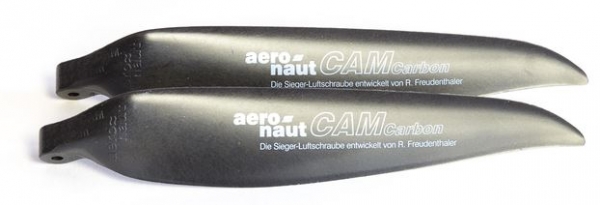 aero
naut CAM Carbon
Die Sieger-Luftschraube entwickelt von R. Freudenthaler
aero
naut CAM Carbon
Die Sieger-Luftschraube entwickelt von R. Freudenthaler